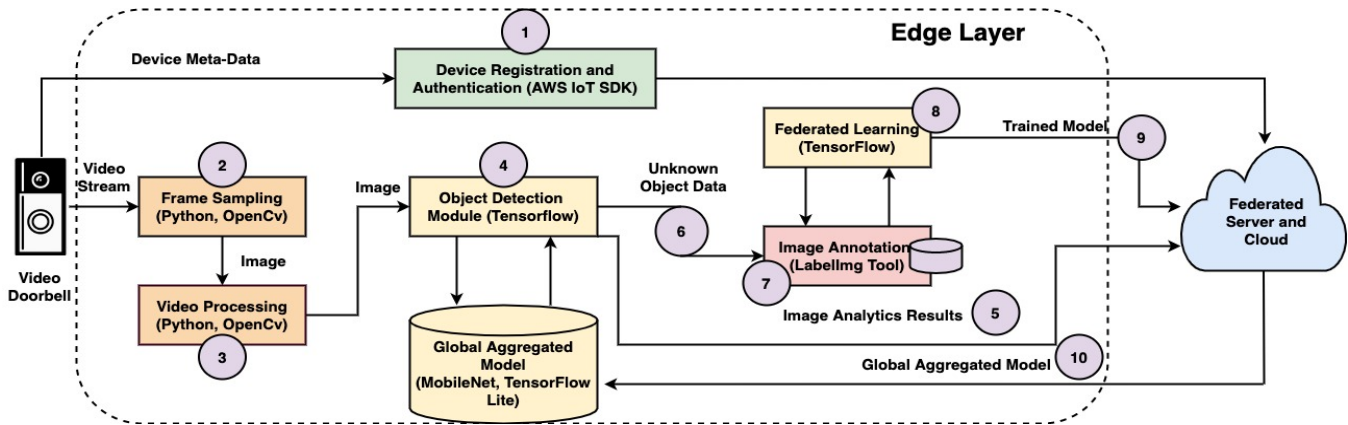 Edge Layer
1
Device Meta-Data
Device Registration and
Authentication (AWS IoT SDK)
8
Federated Learning
(TensorFlow)
Trained Model
9
2
Video
Stream
Frame Sampling
(Python, OpenCv)
4
Image
Object Detection
Module (Tensorflow)
Unknown
Object Data
6
Image Annotation
(LabelImg Tool)
7
Federated
Server and
Cloud
Video
Doorbell
Image
Video Processing
(Python, OpenCv)
3
Image Analytics Results
5
Global Aggregated
Model
(MobileNet, TensorFlow
Lite)
Global Aggregated Model
10